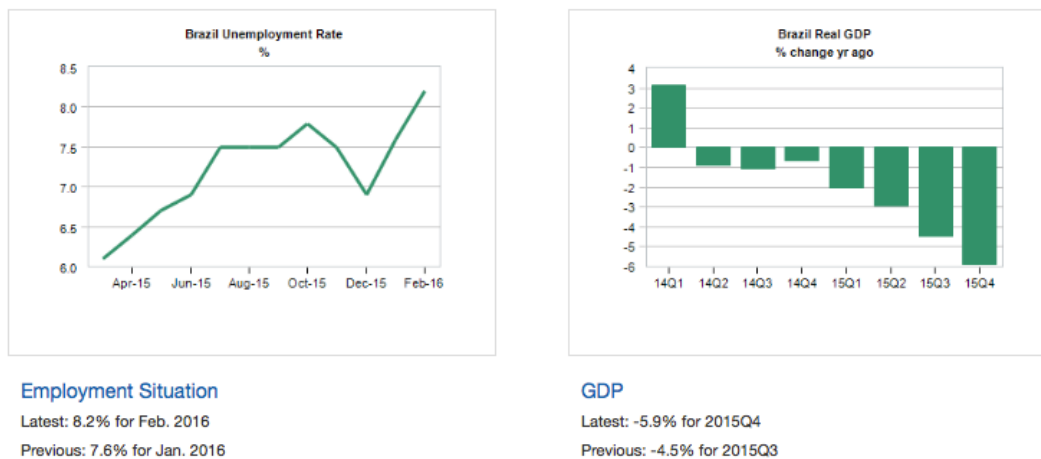 Brazil Unemployment Rate
%
8.5
8.0
7.5
7.0
6.5
6.0
Apr-15 Jun-15 Aug-15 Oct-15 Dec-15 Feb-16
Employment Situation
Latest: 8.2% for Feb. 2016
Previous: 7.6% for Jan. 2016
Brazil Real GDP
% change yr ago
4
3
2
1
0
-1
-2
-3
-4
-5
-6
14Q1 14Q2 14Q3 14Q4 15Q1 15Q2 15Q3 15Q4
GDP
Latest: -5.9% for 2015Q4
Previous: -4.5% for 2015Q3